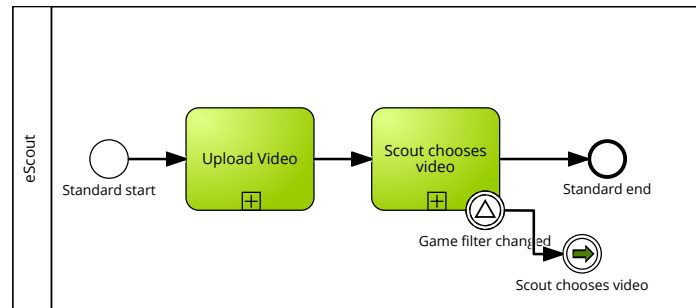 eScout
Standard start
Upload Video
Scout chooses
video
Standard end
Game filter changed
Scout chooses video